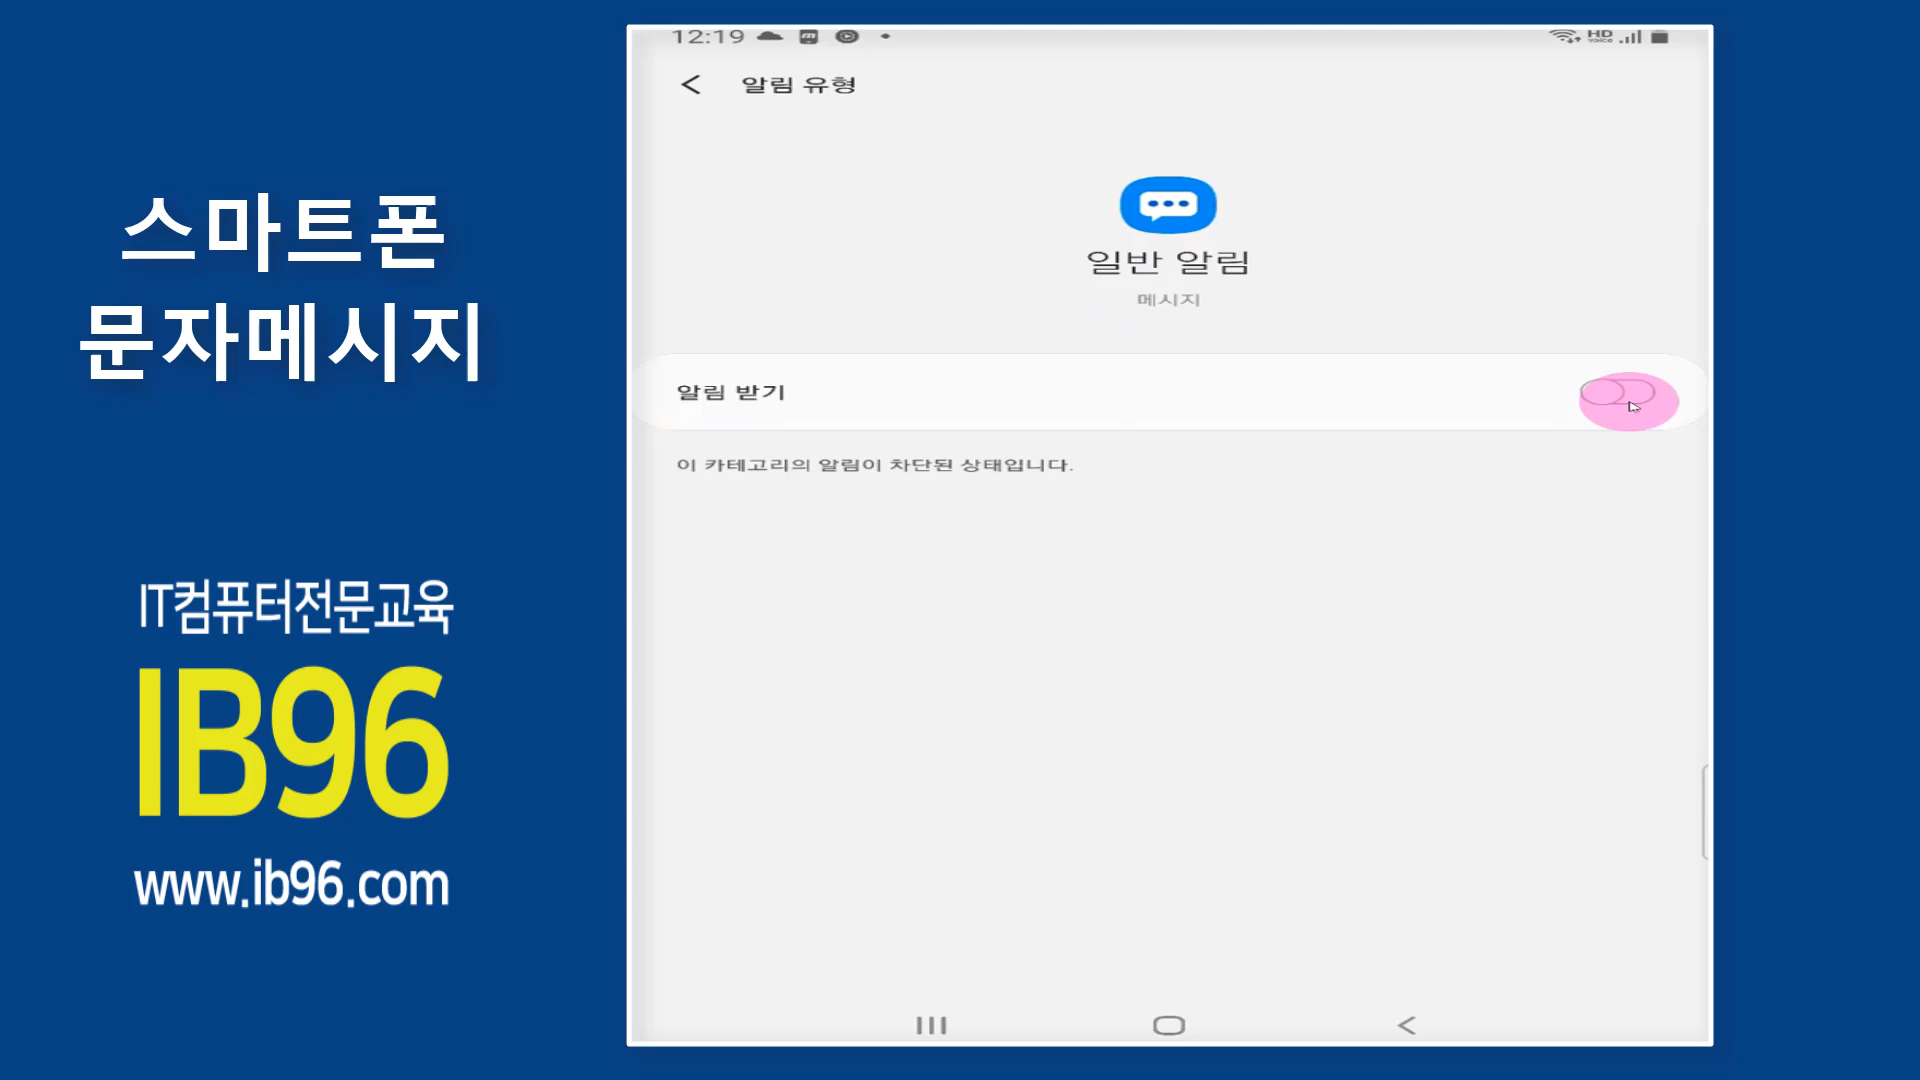 스마트폰
문자메시지
IT컴퓨터전문교육
IB96
www.ib96.com
12:19
HD
voice
알림 유형
일반 알림
메시지
알림 받기
이 카테고리의 알림이 차단된 상태입니다.